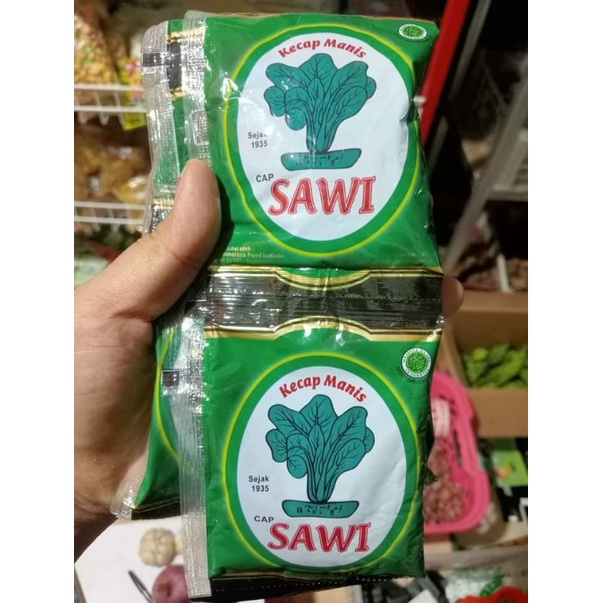 Kecap Manis
Sejak
1935
CAP
SAWI
Kecap Manis
Sejak
1935
CAP
SAWI